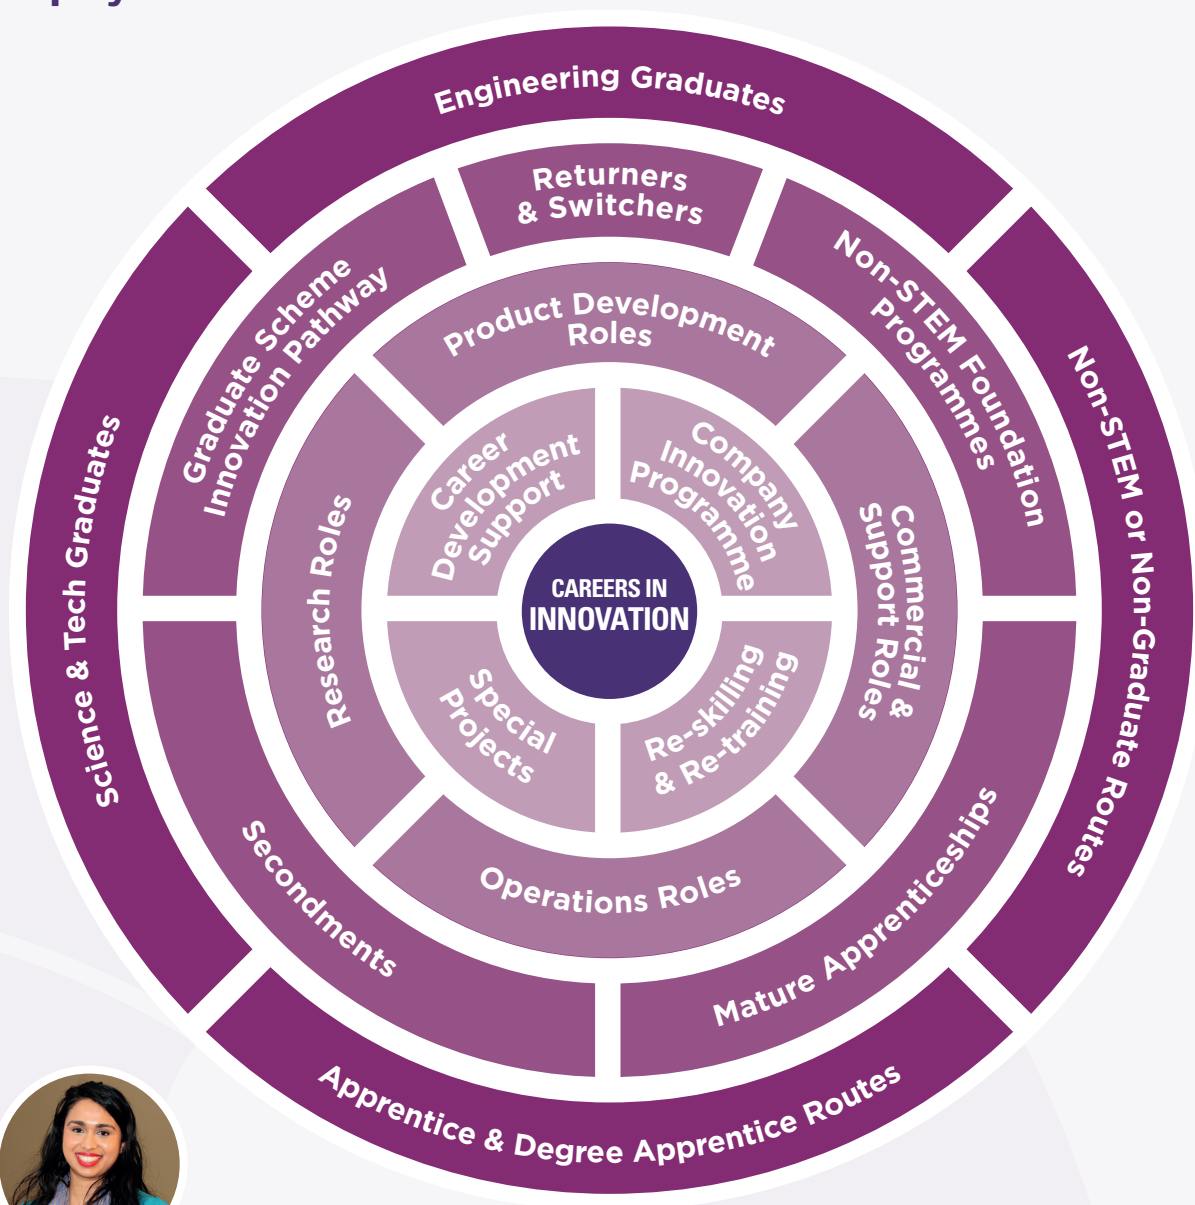 Engineering Graduates
Returners
& Switchers
Graduate Scheme
Innovation Pathway
Non-STEM Foundation
Programmes
Product Development
Roles
Science & Tech Graduates
Non-STEM or Non-Graduate Routes
Research Roles
Commercial &
Support Roles
Career
Development
Support
Company
Innovation
Programme
CAREERS IN
INNOVATION
Special
Projects
Re-skilling
& Re-training
Operations Roles
Secondments
Mature Apprenticeships
Apprentice & Degree Apprentice Routes